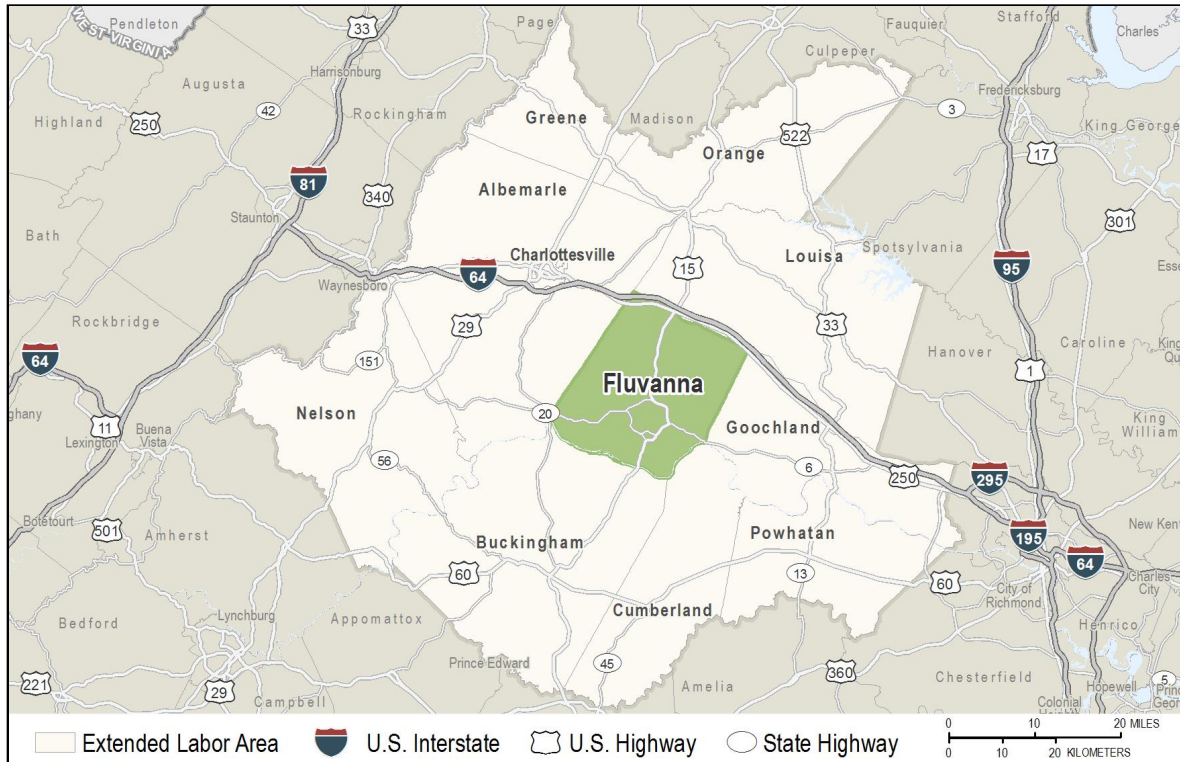 Pendleton
WEST VIRGINIA
33
Page
Fauquier
Stafford
Charles
Culpeper
Augusta
Harrisonburg
Rockingham
Highland
250
42
Greene
Madison
522
3
Fredericksburg
King George
Orange
17
81
340
Albemarle
Staunton
301
Bath
Charlottesville
Louisa
Spotsylvania
64
15
95
Waynesboro
Rockbridge
29
33
Hanover
Caroline
64
151
Fluvanna
1
Nelson
20
Goochland
11
Buena
Vista
Lexington
King
William
56
6
250
295
Botetourt
501
Amherst
Buckingham
Powhatan
195
New Kent
60
13
60
64
City of
Richmond
Charles
City
Cumberland
Lynchburg
Appomattox
Henrico
Bedford
Prince Edward
45
Amelia
360
Chesterfield
221
29
Campbell
Hopewell
5
Colonial
0 10 20 MILES
Extended Labor Area
U.S. Interstate
U.S. Highway
State Highway
0 10 20 KILOMETERS